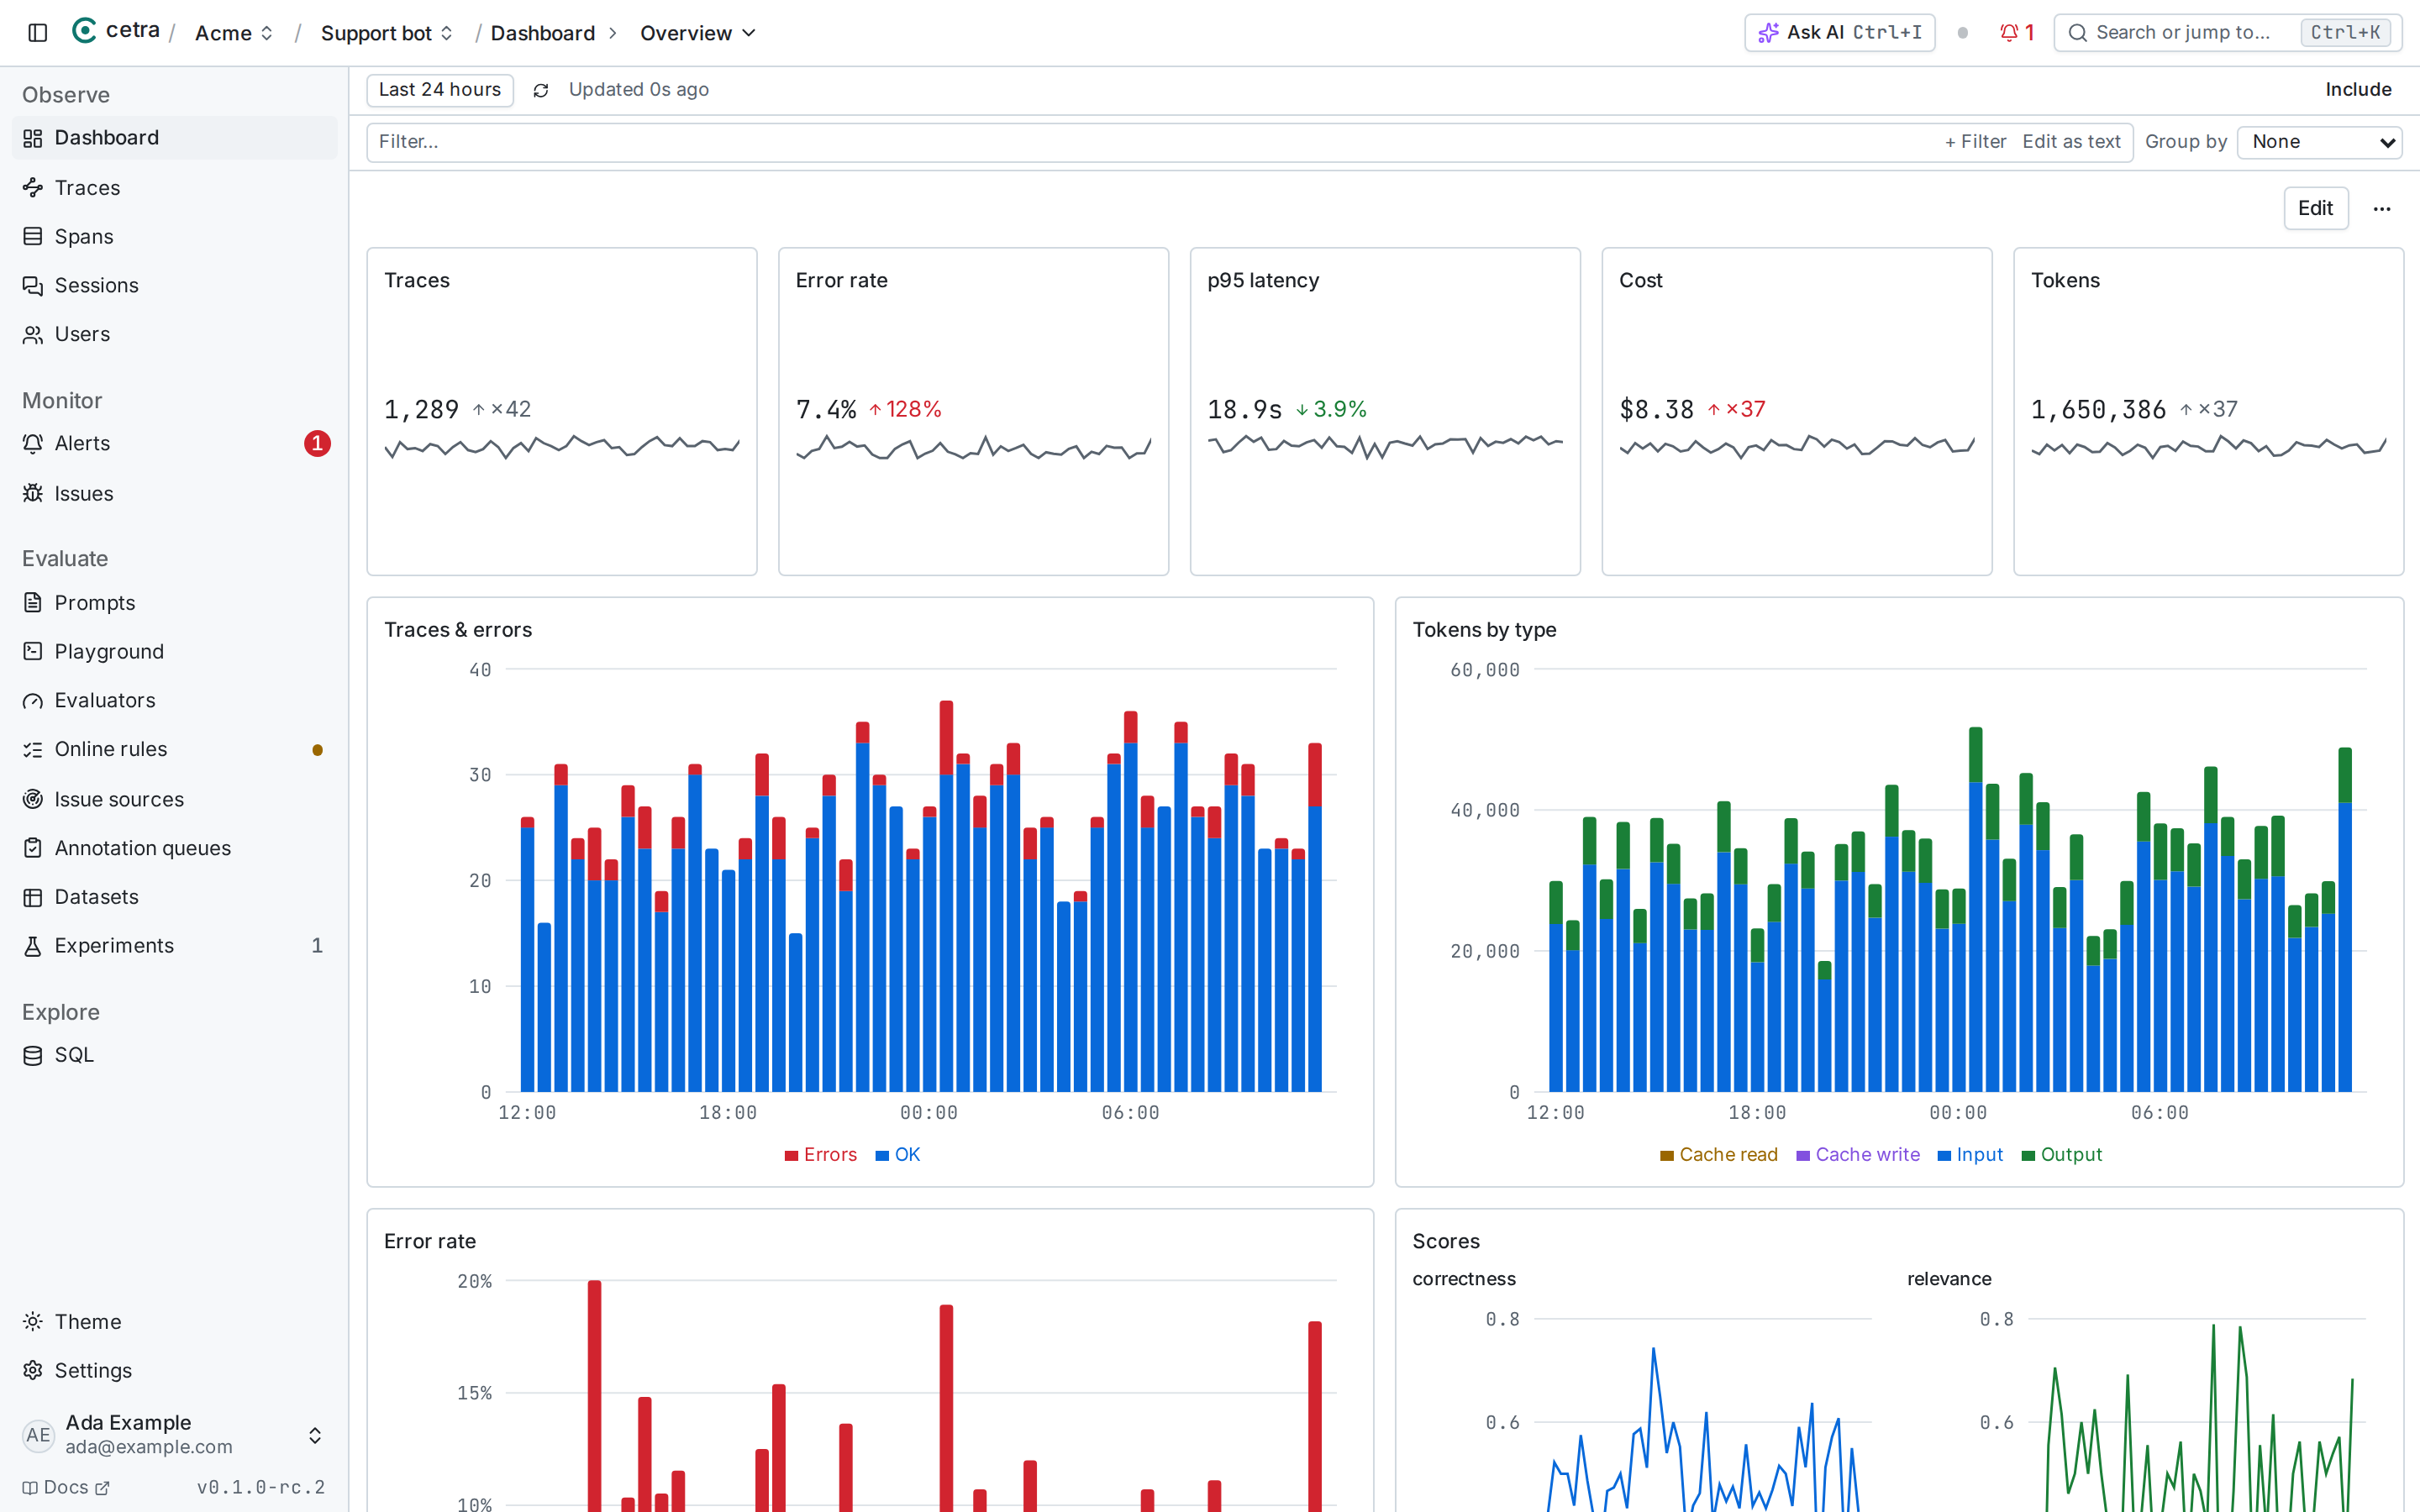 cetra / Acme / Support bot / Dashboard > Overview
Ask AI Ctrl+I
1
Search or jump to... Ctrl+K
Observe
Dashboard
Traces
Spans
Sessions
Users
Monitor
Alerts 1
Issues
Evaluate
Prompts
Playground
Evaluators
Online rules
Issue sources
Annotation queues
Datasets
Experiments 1
Explore
SQL
Theme
Settings
AE
Ada Example
ada@example.com
Docs v0.1.0-rc.2
Last 24 hours Updated 0s ago Include
Filter... + Filter Edit as text Group by None
Edit ...
Traces
1,289 ↑ ×42
Error rate
7.4% ↑ 128%
p95 latency
18.9s ↓ 3.9%
Cost
$8.38 ↑ ×37
Tokens
1,650,386 ↑ ×37
Traces & errors
40
30
20
10
0
12:00 18:00 00:00 06:00
Errors OK
Tokens by type
60,000
40,000
20,000
0
12:00 18:00 00:00 06:00
Cache read Cache write Input Output
Error rate
20%
15%
10%
Scores
correctness
0.8
0.6
relevance
0.8
0.6